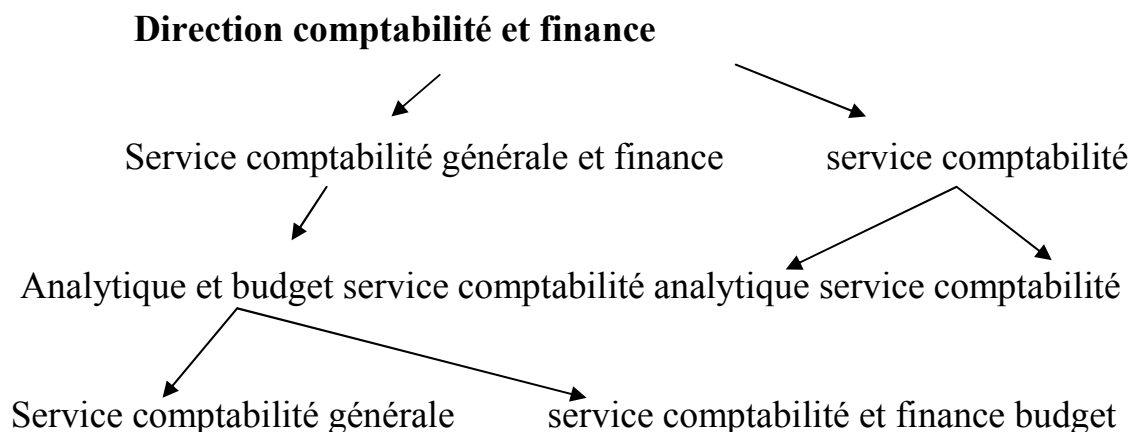 Direction comptabilité et finance
Service comptabilité générale et finance service comptabilité
Analytique et budget service comptabilité analytique service comptabilité
Service comptabilité générale service comptabilité et finance budget